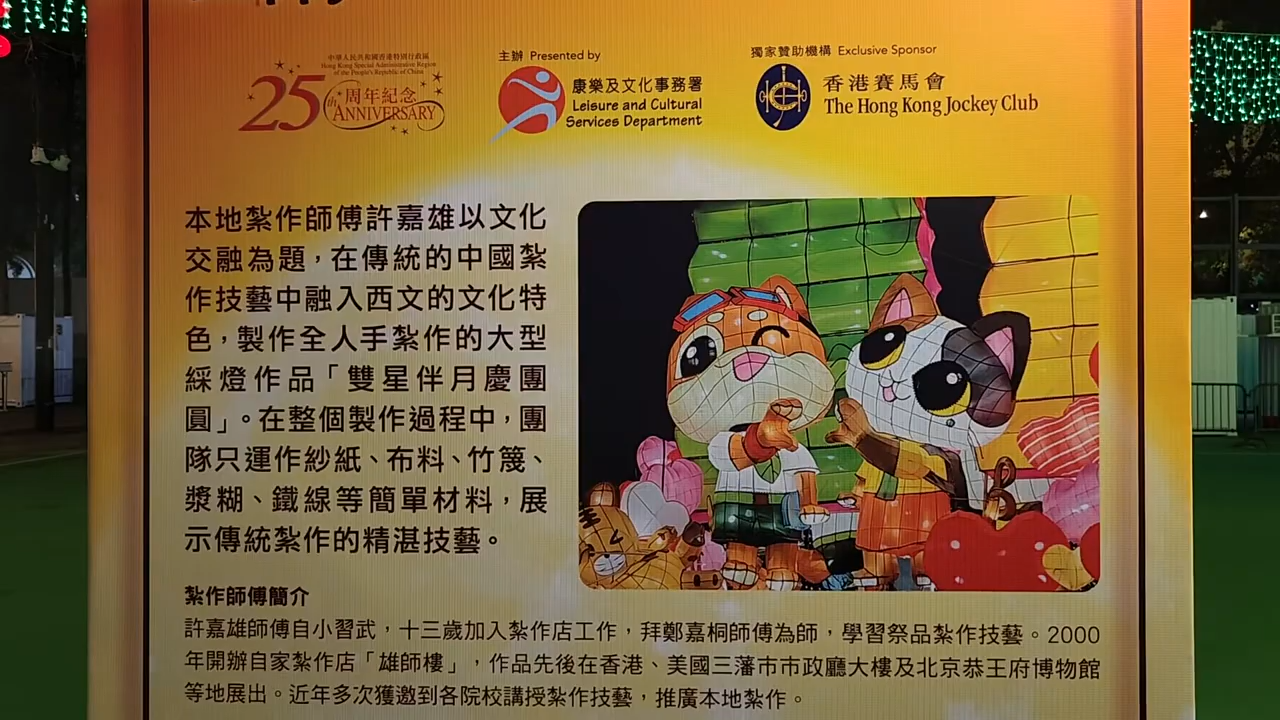 中華人民共和國香港特別行政區
Hong Kong Special Administrative Region
of the People's Republic of China
25th 周年紀念
ANNIVERSARY
主辦 Presented by
康樂及文化事務署
Leisure and Cultural
Services Department
獨家贊助機構 Exclusive Sponsor
香港賽馬會
The Hong Kong Jockey Club
本地紮作師傅許嘉雄以文化
交融為題，在傳統的中國紮
作技藝中融入西文的文化特
色，製作全人手紮作的大型
綵燈作品「雙星伴月慶團
圓」。在整個製作過程中，團
隊只運作紗紙、布料、竹篾、
漿糊、鐵線等簡單材料，展
示傳統紮作的精湛技藝。
紮作師傅簡介
許嘉雄師傅自小習武，十三歲加入紮作店工作，拜鄭嘉桐師傅為師，學習祭品紮作技藝。2000
年開辦自家紮作店「雄師樓」，作品先後在香港、美國三藩市市政廳大樓及北京恭王府博物館
等地展出。近年多次獲邀到各院校講授紮作技藝，推廣本地紮作。